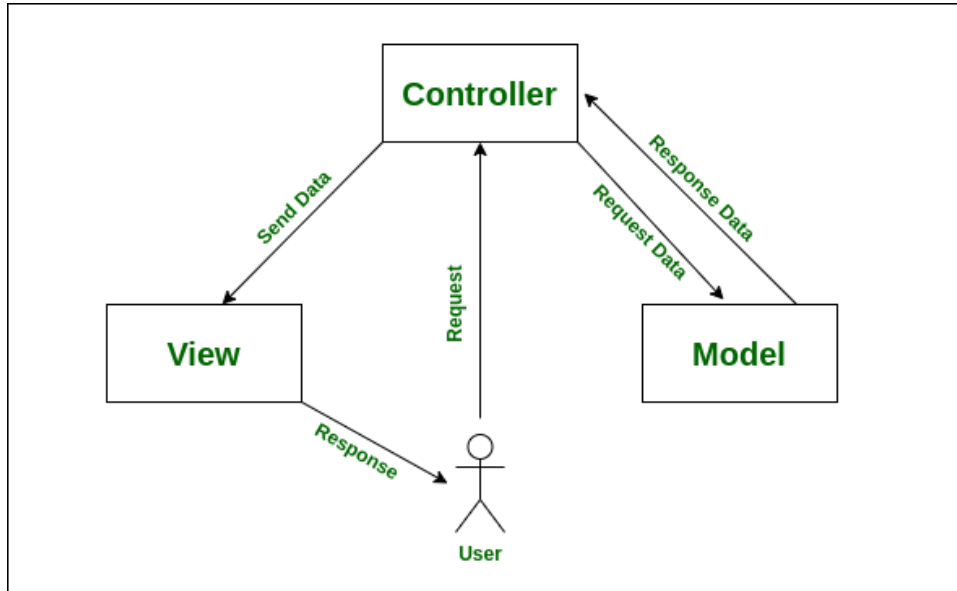 Controller
Send Data
Request
Request Data
Response Data
View
Model
Response
User